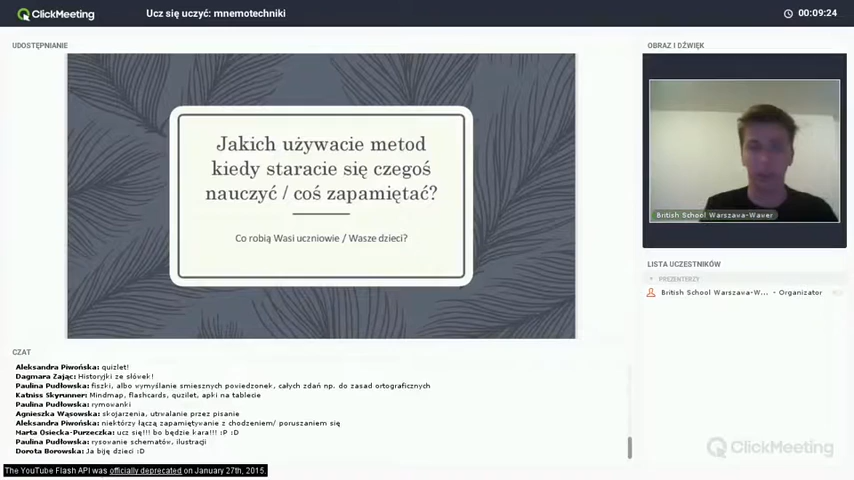 ClickMeeting
Ucz się uczyć: mnemotechniki
00:09:24
UDOSTĘPNIANIE
OBRAZ I DŹWIĘK
Jakich używacie metod
kiedy staracie się czegoś
nauczyć / coś zapamiętać?
Co robią Wasi uczniowie / Wasze dzieci?
British School Warszawa-Wawer
LISTA UCZESTNIKÓW
PREZENTERZY
British School Warszawa-W... - Organizator
CZAT
Aleksandra Piwońska: quizlet!
Dagmara Zając: Historyjki ze słówek!
Paulina Pudłowska: fiszki, albo wymyślanie smiesznych powiedzonek, całych zdań np. do zasad ortograficznych
Katniss Skyrunner: Mindmap, flashcards, quzilet, apki na tablecie
Paulina Pudłowska: rymowanki
Agnieszka Wąsowska: skojarzenia, utrwalanie przez pisanie
Aleksandra Piwońska: niektórzy łączą zapamiętywanie z chodzeniem/ poruszaniem się
Marta Osiecka-Purzeczka: ucz się!!! bo będzie kara!!! :P :D
Paulina Pudłowska: rysowanie schematów, ilustracji
Dorota Borowska: Ja biję dzieci :D
ClickMeeting
The YouTube Flash API was officially deprecated on January 27th, 2015.